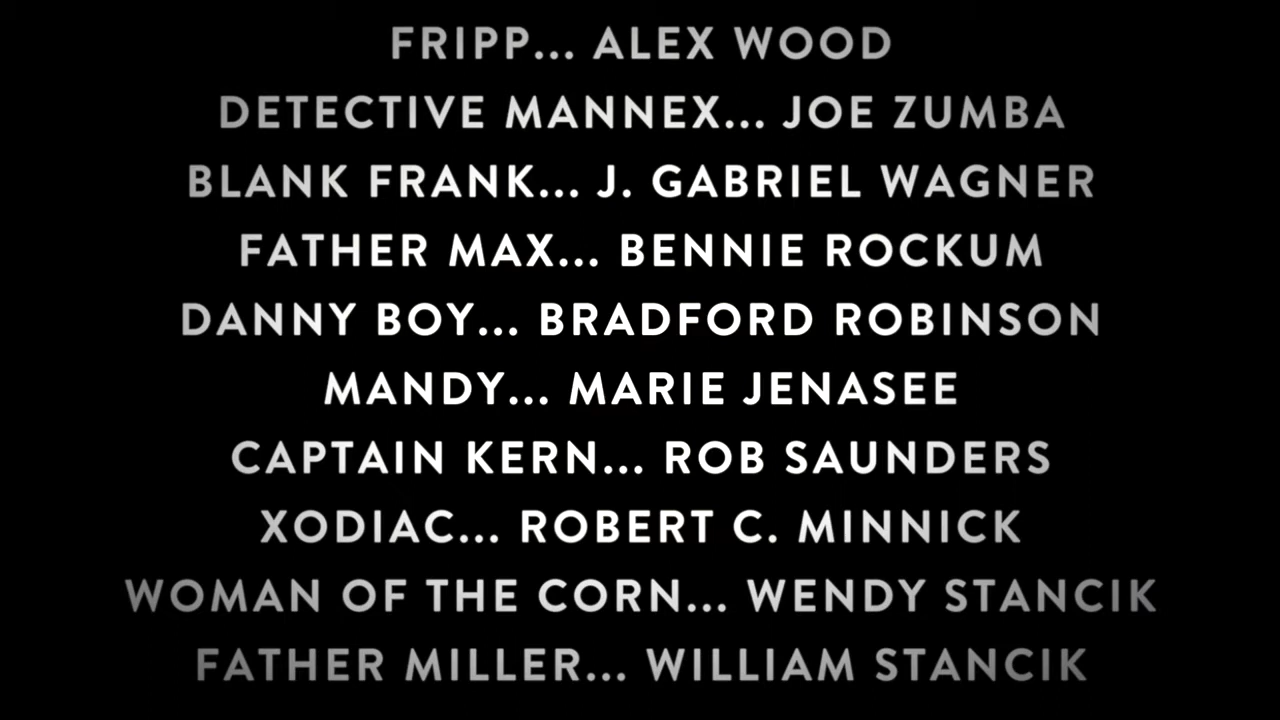 FRIPP... ALEX WOOD
DETECTIVE MANNEX... JOE ZUMBA
BLANK FRANK... J. GABRIEL WAGNER
FATHER MAX... BENNIE ROCKUM
DANNY BOY... BRADFORD ROBINSON
MANDY... MARIE JENASEE
CAPTAIN KERN... ROB SAUNDERS
XODIAC... ROBERT C. MINNICK
WOMAN OF THE CORN... WENDY STANCIK
FATHER MILLER... WILLIAM STANCIK